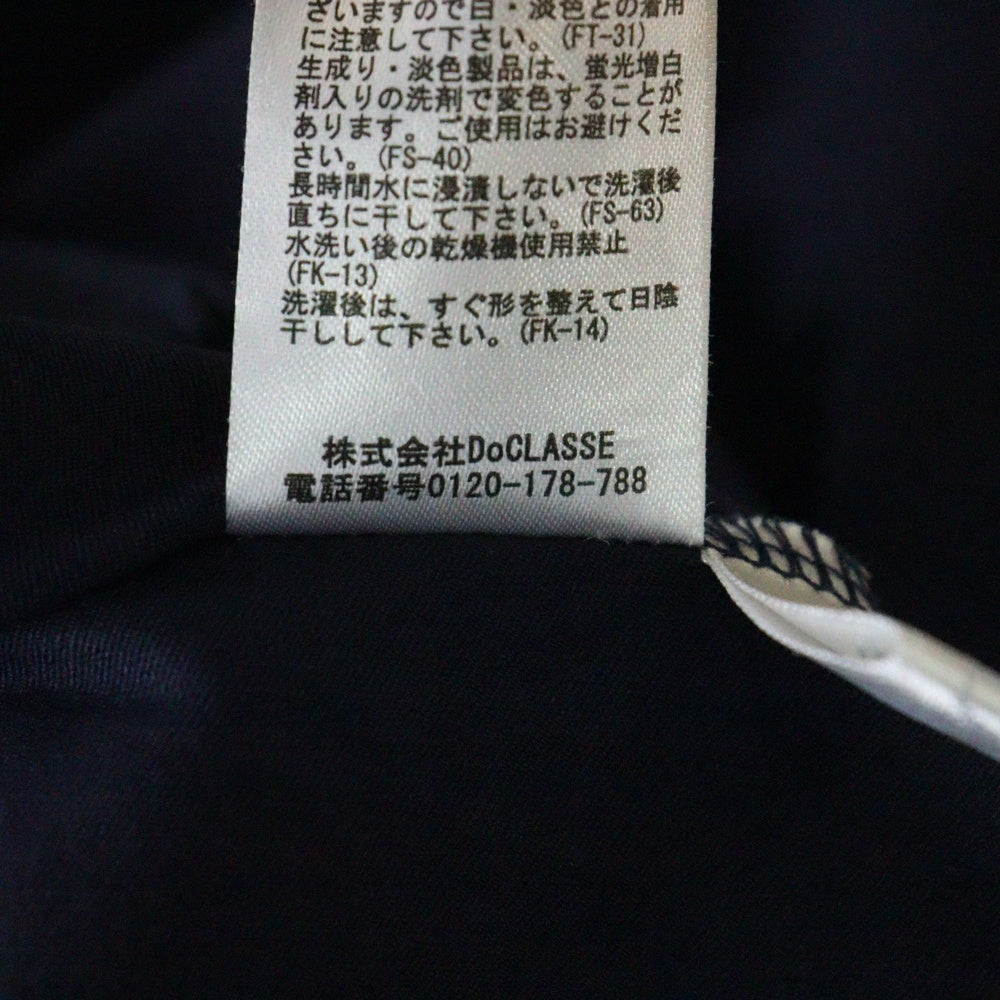 ざいますので白・淡色との着用
に注意して下さい。(FT-31)
生成り・淡色製品は、蛍光増白
剤入りの洗剤で変色することが
あります。ご使用はお避けくだ
さい。(FS-40)
長時間水に浸漬しないで洗濯後
直ちに干して下さい。(FS-63)
水洗い後の乾燥機使用禁止
(FK-13)
洗濯後は、すぐ形を整えて日陰
干しして下さい。(FK-14)
株式会社DoCLASSE
電話番号0120-178-788